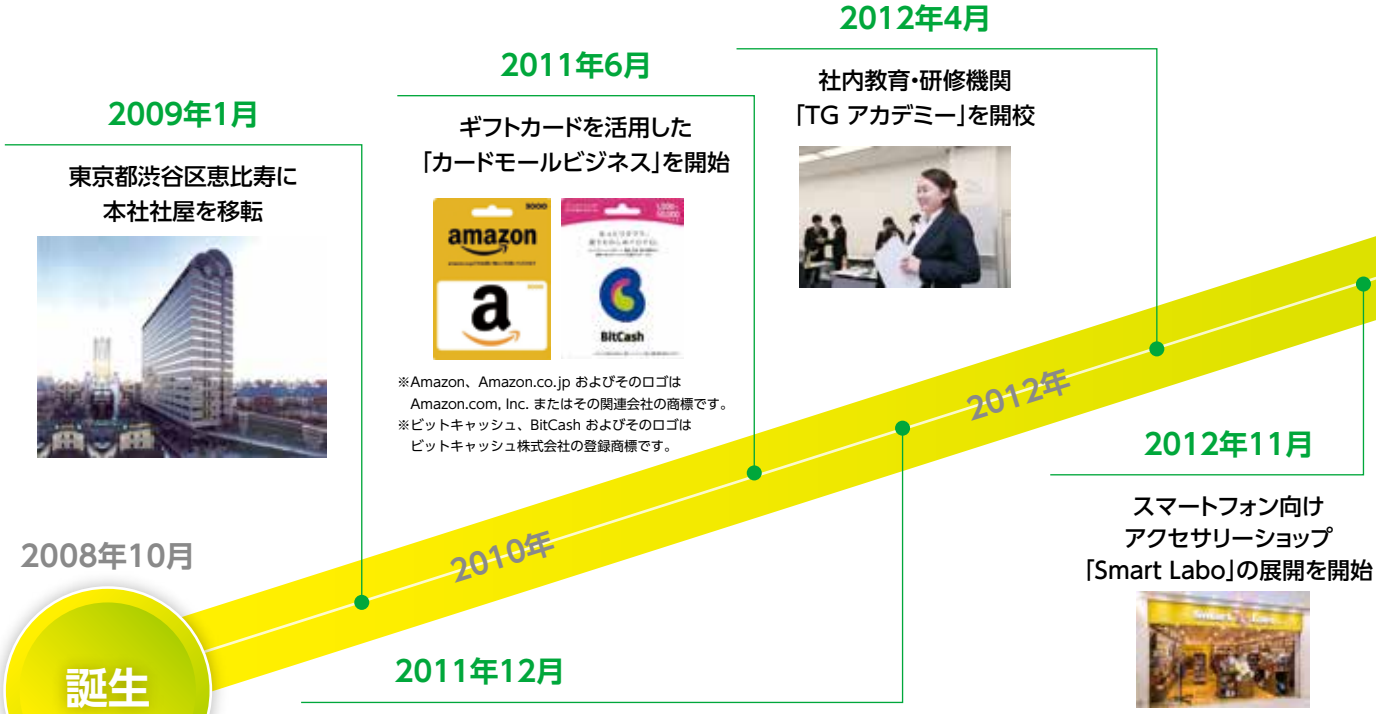 2012年4月
社内教育・研修機関
「TG アカデミー」を開校
2011年6月
ギフトカードを活用した
「カードモールビジネス」を開始
amazon
a
BitCash
※Amazon、Amazon.co.jp およびそのロゴは
Amazon.com, Inc. またはその関連会社の商標です。
※ビットキャッシュ、BitCash およびそのロゴは
ビットキャッシュ株式会社の登録商標です。
2009年1月
東京都渋谷区恵比寿に
本社社屋を移転
2012年
2010年
2012年11月
スマートフォン向け
アクセサリーショップ
「Smart Labo」の展開を開始
Smart Labo
2008年10月
誕生
2011年12月